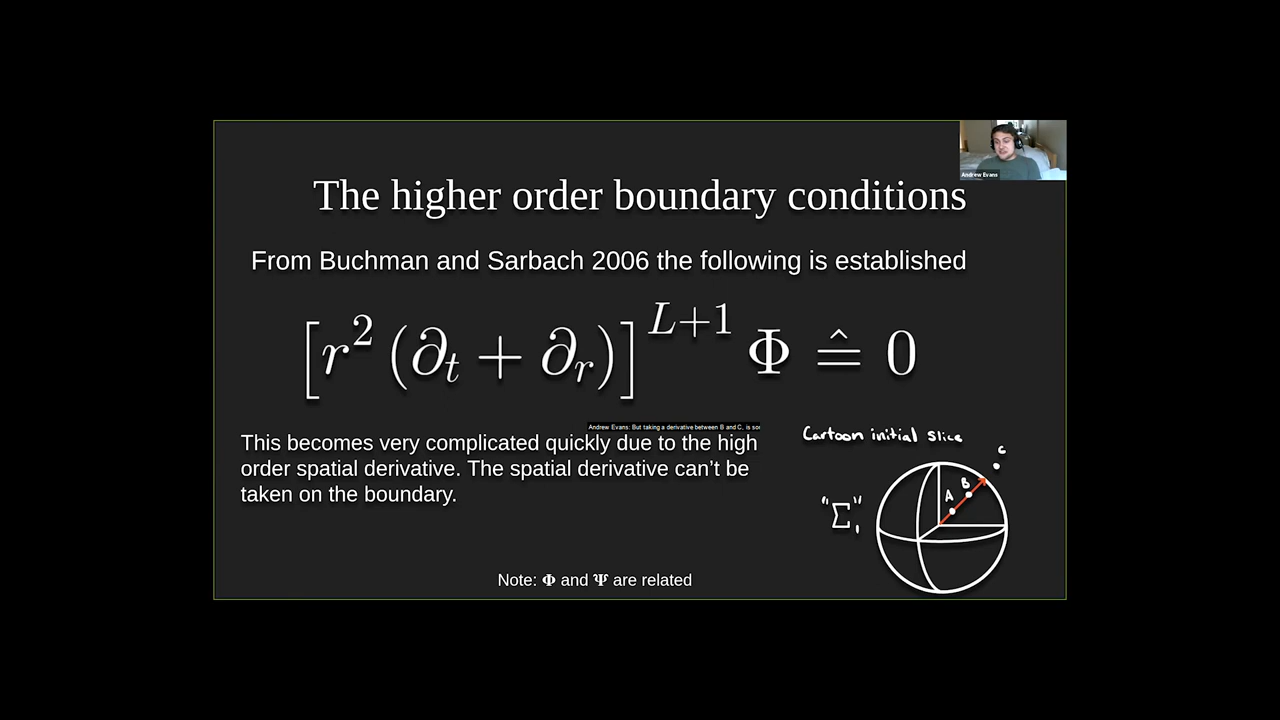 Andrew Evans
The higher order boundary conditions
From Buchman and Sarbach 2006 the following is established
[r² (∂ₜ + ∂ᵣ)]^{L+1} Φ ≙ 0
Andrew Evans: But taking a derivative between B and C, is so
This becomes very complicated quickly due to the high
order spatial derivative. The spatial derivative can’t be
taken on the boundary.
Cartoon initial slice
C
B
A
"Σ₁"
Note: Φ and Ψ are related